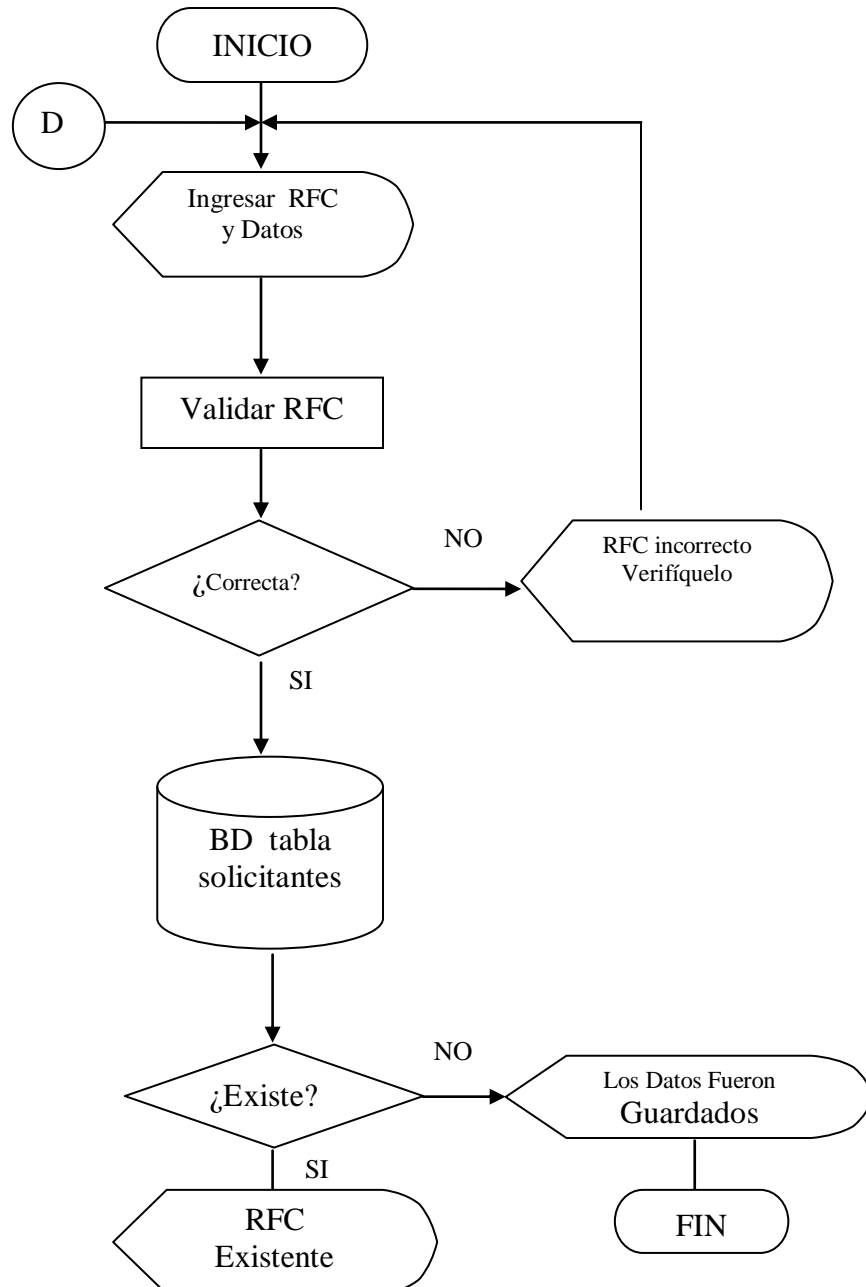 INICIO
D
Ingresar RFC
y Datos
Validar RFC
¿Correcta?
NO
RFC incorrecto
Verifíquelo
SI
BD tabla
solicitantes
¿Existe?
NO
Los Datos Fueron
Guardados
SI
RFC
Existente
FIN